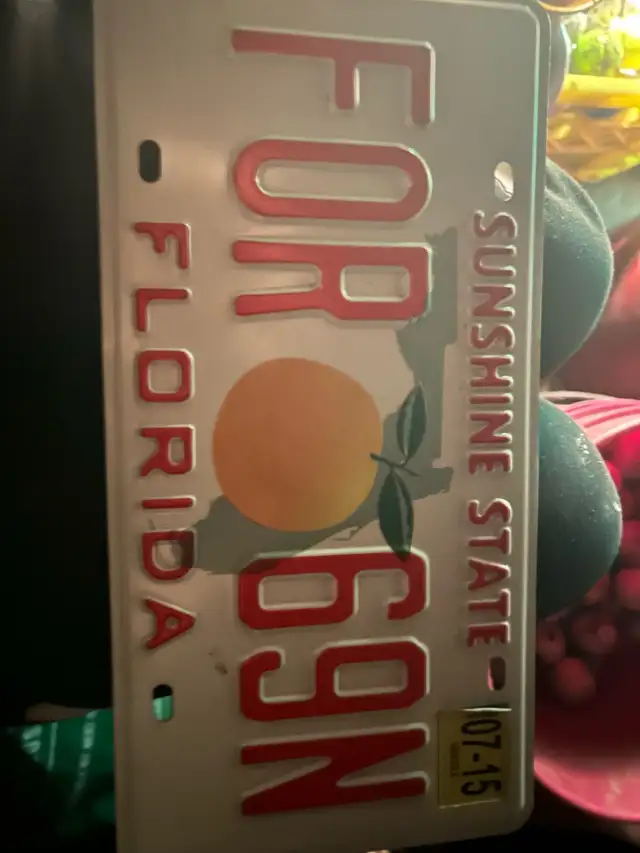 SUNSHINE STATE
07-15
FOR 69N
FLORIDA